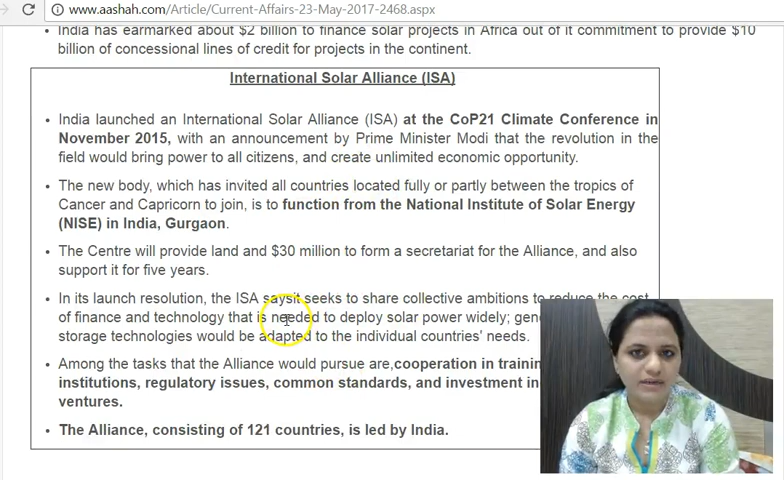 www.aashah.com/Article/Current-Affairs-23-May-2017-2468.aspx
India has earmarked about $2 billion to finance solar projects in Africa out of it commitment to provide $10
billion of concessional lines of credit for projects in the continent.
International Solar Alliance (ISA)
• India launched an International Solar Alliance (ISA) at the CoP21 Climate Conference in
November 2015, with an announcement by Prime Minister Modi that the revolution in the
field would bring power to all citizens, and create unlimited economic opportunity.
• The new body, which has invited all countries located fully or partly between the tropics of
Cancer and Capricorn to join, is to function from the National Institute of Solar Energy
(NISE) in India, Gurgaon.
• The Centre will provide land and $30 million to form a secretariat for the Alliance, and also
support it for five years.
• In its launch resolution, the ISA saysit seeks to share collective ambitions to reduce the cost
of finance and technology that is needed to deploy solar power widely;
storage technologies would be adapted to the individual countries' needs.
• Among the tasks that the Alliance would pursue are,cooperation in training
institutions, regulatory issues, common standards, and investment
ventures.
• The Alliance, consisting of 121 countries, is led by India.